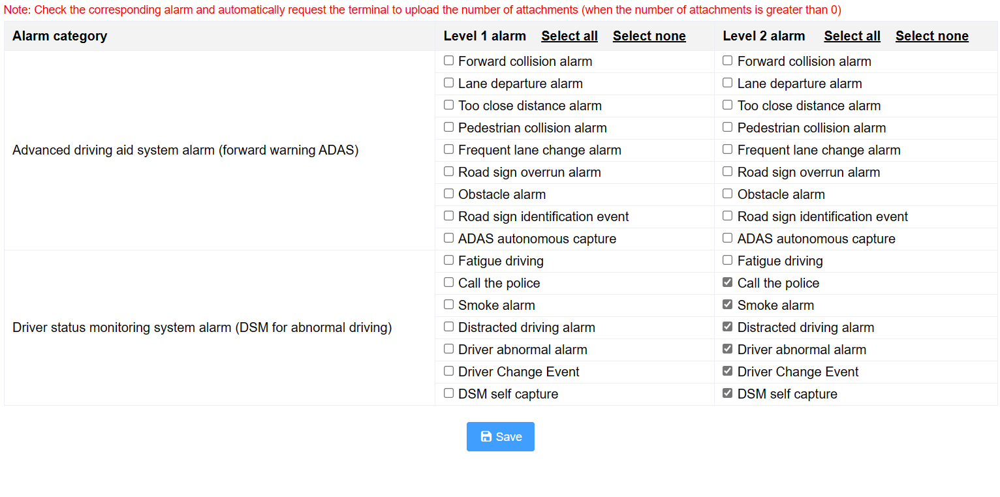 Note: Check the corresponding alarm and automatically request the terminal to upload the number of attachments (when the number of attachments is greater than 0)
Alarm category Level 1 alarm Select all Select none Level 2 alarm Select all Select none
Forward collision alarm Forward collision alarm
Lane departure alarm Lane departure alarm
Too close distance alarm Too close distance alarm
Pedestrian collision alarm Pedestrian collision alarm
Advanced driving aid system alarm (forward warning ADAS) Frequent lane change alarm Frequent lane change alarm
Road sign overrun alarm Road sign overrun alarm
Obstacle alarm Obstacle alarm
Road sign identification event Road sign identification event
ADAS autonomous capture ADAS autonomous capture
Fatigue driving Fatigue driving
Call the police Call the police
Smoke alarm Smoke alarm
Driver status monitoring system alarm (DSM for abnormal driving) Distracted driving alarm Distracted driving alarm
Driver abnormal alarm Driver abnormal alarm
Driver Change Event Driver Change Event
DSM self capture DSM self capture
Save